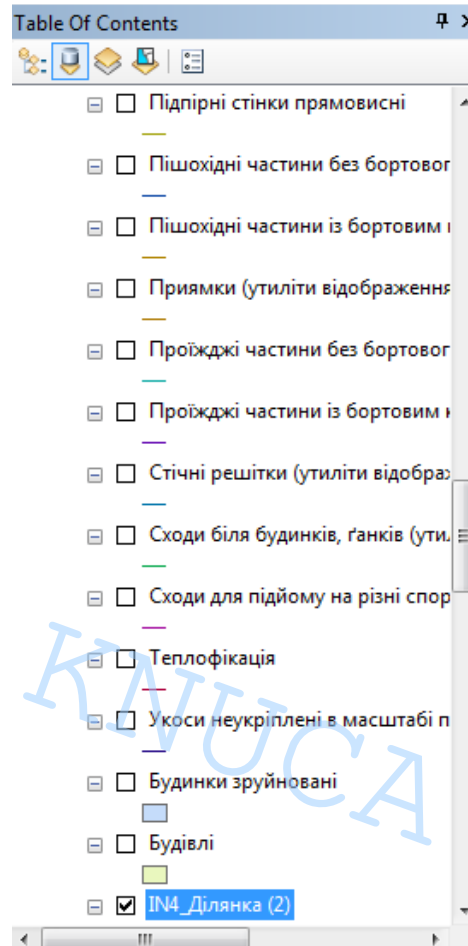 Table Of Contents
Підпірні стінки прямовисні
Пішохідні частини без бортовог
Пішохідні частини із бортовим
Приямки (утиліти відображення
Проїжджі частини без бортовог
Проїжджі частини із бортовим
Стічні решітки (утиліти відобра
Сходи біля будинків, ґанків (ути
Сходи для підйому на різні спор
Теплофікація
Укоси неукріплені в масштабі п
Будинки зруйновані
Будівлі
IN4_Ділянка (2)
KNUCA